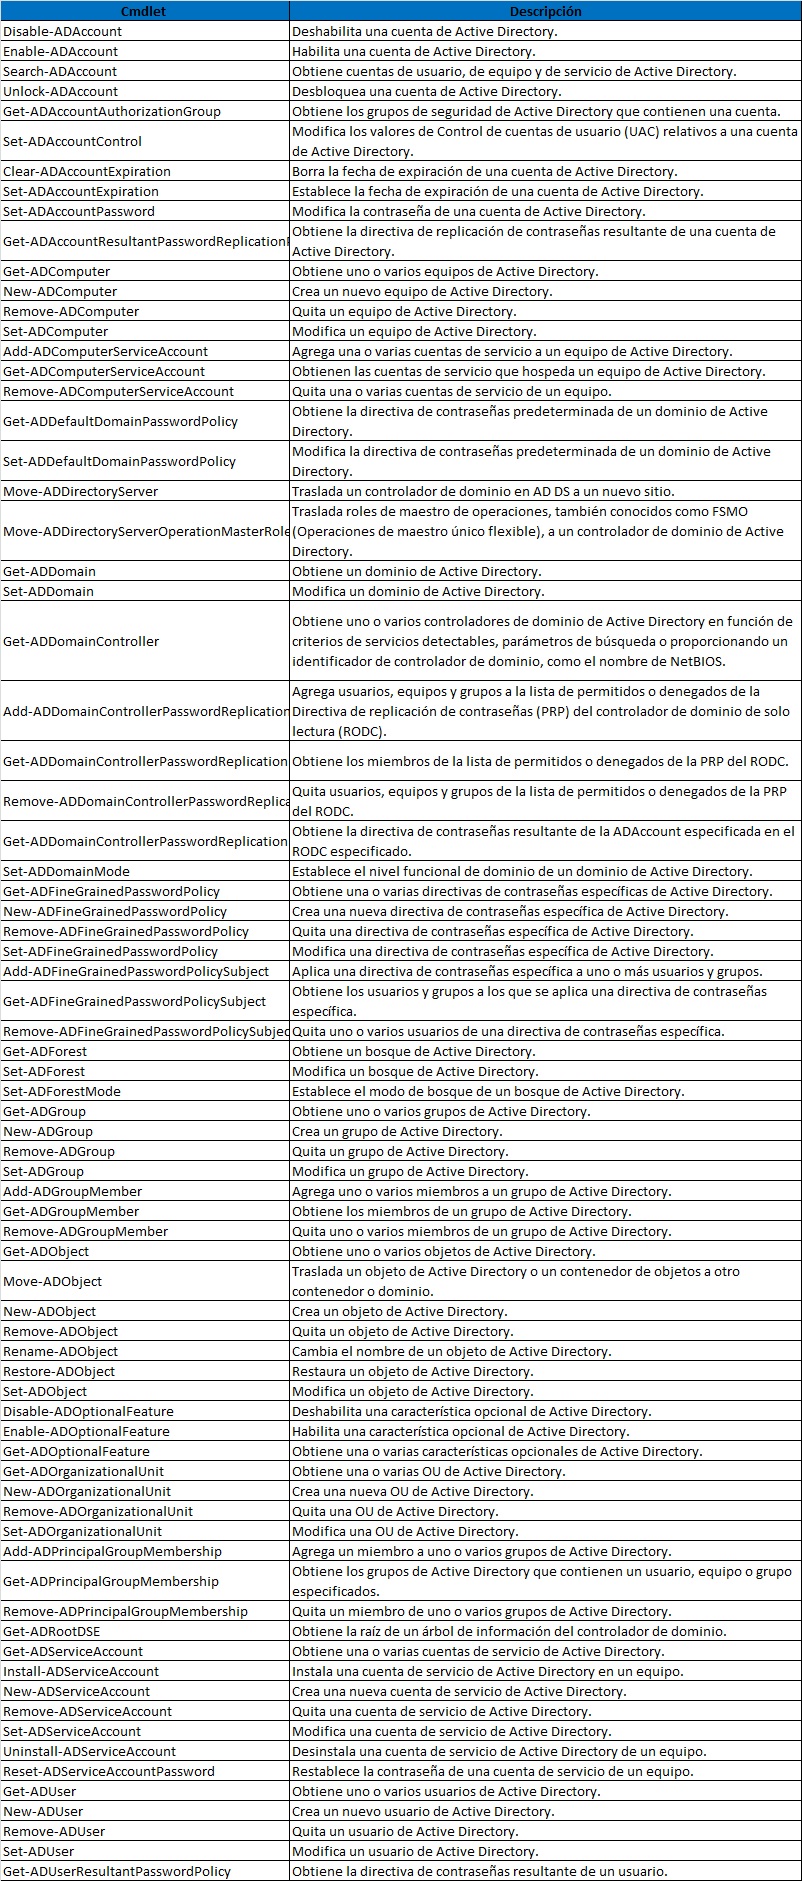 Cmdlet Descripción
Disable-ADAccount Deshabilita una cuenta de Active Directory.
Enable-ADAccount Habilita una cuenta de Active Directory.
Search-ADAccount Obtiene cuentas de usuario, de equipo y de servicio de Active Directory.
Unlock-ADAccount Desbloquea una cuenta de Active Directory.
Get-ADAccountAuthorizationGroup Obtiene los grupos de seguridad de Active Directory que contienen una cuenta.
Set-ADAccountControl Modifica los valores de Control de cuentas de usuario (UAC) relativos a una cuenta
de Active Directory.
Clear-ADAccountExpiration Borra la fecha de expiración de una cuenta de Active Directory.
Set-ADAccountExpiration Establece la fecha de expiración de una cuenta de Active Directory.
Set-ADAccountPassword Modifica la contraseña de una cuenta de Active Directory.
Get-ADAccountResultantPasswordReplication Obtiene la directiva de replicación de contraseñas resultante de una cuenta de
Active Directory.
Get-ADComputer Obtiene uno o varios equipos de Active Directory.
New-ADComputer Crea un nuevo equipo de Active Directory.
Remove-ADComputer Quita un equipo de Active Directory.
Set-ADComputer Modifica un equipo de Active Directory.
Add-ADComputerServiceAccount Agrega una o varias cuentas de servicio a un equipo de Active Directory.
Get-ADComputerServiceAccount Obtienen las cuentas de servicio que hospeda un equipo de Active Directory.
Remove-ADComputerServiceAccount Quita una o varias cuentas de servicio de un equipo.
Get-ADDefaultDomainPasswordPolicy Obtiene la directiva de contraseñas predeterminada de un dominio de Active
Directory.
Set-ADDefaultDomainPasswordPolicy Modifica la directiva de contraseñas predeterminada de un dominio de Active
Directory.
Move-ADDirectoryServer Traslada un controlador de dominio en AD DS a un nuevo sitio.
Move-ADDirectoryServerOperationMasterRole Traslada roles de maestro de operaciones, también conocidos como FSMO
(Operaciones de maestro único flexible), a un controlador de dominio de Active
Directory.
Get-ADDomain Obtiene un dominio de Active Directory.
Set-ADDomain Modifica un dominio de Active Directory.
Get-ADDomainController Obtiene uno o varios controladores de dominio de Active Directory en función de
criterios de servicios detectables, parámetros de búsqueda o proporcionando un
identificador de controlador de dominio, como el nombre de NetBIOS.
Add-ADDomainControllerPasswordReplication Agrega usuarios, equipos y grupos a la lista de permitidos o denegados de la
Directiva de replicación de contraseñas (PRP) del controlador de dominio de solo
lectura (RODC).
Get-ADDomainControllerPasswordReplication Obtiene los miembros de la lista de permitidos o denegados de la PRP del RODC.
Remove-ADDomainControllerPasswordReplica Quita usuarios, equipos y grupos de la lista de permitidos o denegados de la PRP
del RODC.
Get-ADDomainControllerPasswordReplication Obtiene la directiva de contraseñas resultante de la ADAccount especificada en el
RODC especificado.
Set-ADDomainMode Establece el nivel funcional de dominio de un dominio de Active Directory.
Get-ADFineGrainedPasswordPolicy Obtiene una o varias directivas de contraseñas específicas de Active Directory.
New-ADFineGrainedPasswordPolicy Crea una nueva directiva de contraseñas específica de Active Directory.
Remove-ADFineGrainedPasswordPolicy Quita una directiva de contraseñas específica de Active Directory.
Set-ADFineGrainedPasswordPolicy Modifica una directiva de contraseñas específica de Active Directory.
Add-ADFineGrainedPasswordPolicySubject Aplica una directiva de contraseñas específica a uno o más usuarios y grupos.
Get-ADFineGrainedPasswordPolicySubject Obtiene los usuarios y grupos a los que se aplica una directiva de contraseñas
específica.
Remove-ADFineGrainedPasswordPolicySubjec Quita uno o varios usuarios de una directiva de contraseñas específica.
Get-ADForest Obtiene un bosque de Active Directory.
Set-ADForest Modifica un bosque de Active Directory.
Set-ADForestMode Establece el modo de bosque de un bosque de Active Directory.
Get-ADGroup Obtiene uno o varios grupos de Active Directory.
New-ADGroup Crea un grupo de Active Directory.
Remove-ADGroup Quita un grupo de Active Directory.
Set-ADGroup Modifica un grupo de Active Directory.
Add-ADGroupMember Agrega uno o varios miembros a un grupo de Active Directory.
Get-ADGroupMember Obtiene los miembros de un grupo de Active Directory.
Remove-ADGroupMember Quita uno o varios miembros de un grupo de Active Directory.
Get-ADObject Obtiene uno o varios objetos de Active Directory.
Move-ADObject Traslada un objeto de Active Directory o un contenedor de objetos a otro
contenedor o dominio.
New-ADObject Crea un objeto de Active Directory.
Remove-ADObject Quita un objeto de Active Directory.
Rename-ADObject Cambia el nombre de un objeto de Active Directory.
Restore-ADObject Restaura un objeto de Active Directory.
Set-ADObject Modifica un objeto de Active Directory.
Disable-ADOptionalFeature Deshabilita una característica opcional de Active Directory.
Enable-ADOptionalFeature Habilita una característica opcional de Active Directory.
Get-ADOptionalFeature Obtiene una o varias características opcionales de Active Directory.
Get-ADOrganizationalUnit Obtiene una o varias OU de Active Directory.
New-ADOrganizationalUnit Crea una nueva OU de Active Directory.
Remove-ADOrganizationalUnit Quita una OU de Active Directory.
Set-ADOrganizationalUnit Modifica una OU de Active Directory.
Add-ADPrincipalGroupMembership Agrega un miembro a uno o varios grupos de Active Directory.
Get-ADPrincipalGroupMembership Obtiene los grupos de Active Directory que contienen un usuario, equipo o grupo
especificados.
Remove-ADPrincipalGroupMembership Quita un miembro de uno o varios grupos de Active Directory.
Get-ADRootDSE Obtiene la raíz de un árbol de información del controlador de dominio.
Get-ADServiceAccount Obtiene una o varias cuentas de servicio de Active Directory.
Install-ADServiceAccount Instala una cuenta de servicio de Active Directory en un equipo.
New-ADServiceAccount Crea una nueva cuenta de servicio de Active Directory.
Remove-ADServiceAccount Quita una cuenta de servicio de Active Directory.
Set-ADServiceAccount Modifica una cuenta de servicio de Active Directory.
Uninstall-ADServiceAccount Desinstala una cuenta de servicio de Active Directory de un equipo.
Reset-ADServiceAccountPassword Restablece la contraseña de una cuenta de servicio de un equipo.
Get-ADUser Obtiene uno o varios usuarios de Active Directory.
New-ADUser Crea un nuevo usuario de Active Directory.
Remove-ADUser Quita un usuario de Active Directory.
Set-ADUser Modifica un usuario de Active Directory.
Get-ADUserResultantPasswordPolicy Obtiene la directiva de contraseñas resultante de un usuario.